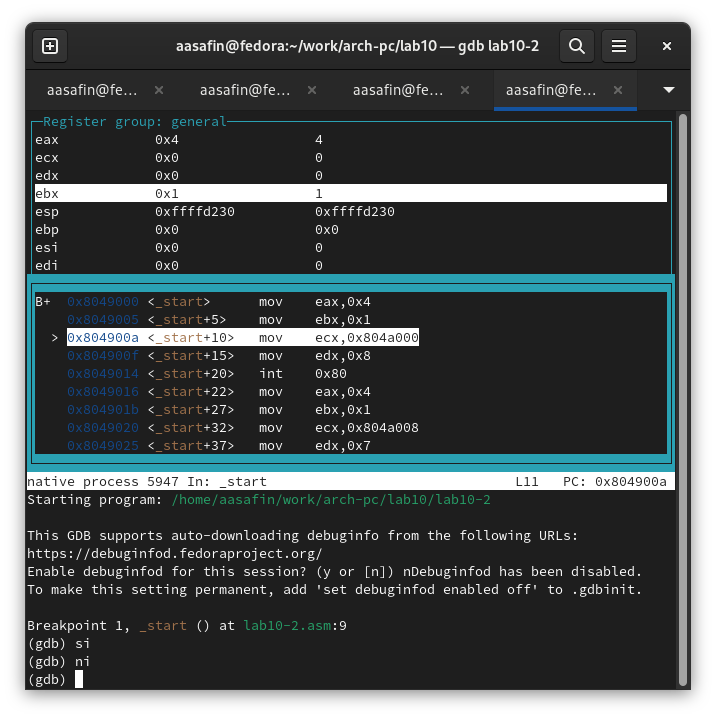 aasafin@fedora:~/work/arch-pc/lab10 — gdb lab10-2
aasafin@fe... × aasafin@fe... × aasafin@fe... × aasafin@fe... ×
Register group: general
eax 0x4 4
ecx 0x0 0
edx 0x0 0
ebx 0x1 1
esp 0xffffd230 0xffffd230
ebp 0x0 0x0
esi 0x0 0
edi 0x0 0
B+ 0x8049000 <_start> mov eax,0x4
0x8049005 <_start+5> mov ebx,0x1
> 0x804900a <_start+10> mov ecx,0x804a000
0x804900f <_start+15> mov edx,0x8
0x8049014 <_start+20> int 0x80
0x8049016 <_start+22> mov eax,0x4
0x804901b <_start+27> mov ebx,0x1
0x8049020 <_start+32> mov ecx,0x804a008
0x8049025 <_start+37> mov edx,0x7
native process 5947 In: _start L11 PC: 0x804900a
Starting program: /home/aasafin/work/arch-pc/lab10/lab10-2
This GDB supports auto-downloading debuginfo from the following URLs:
https://debuginfod.fedoraproject.org/
Enable debuginfod for this session? (y or [n]) nDebuginfod has been disabled.
To make this setting permanent, add 'set debuginfod enabled off' to .gdbinit.
Breakpoint 1, _start () at lab10-2.asm:9
(gdb) si
(gdb) ni
(gdb)